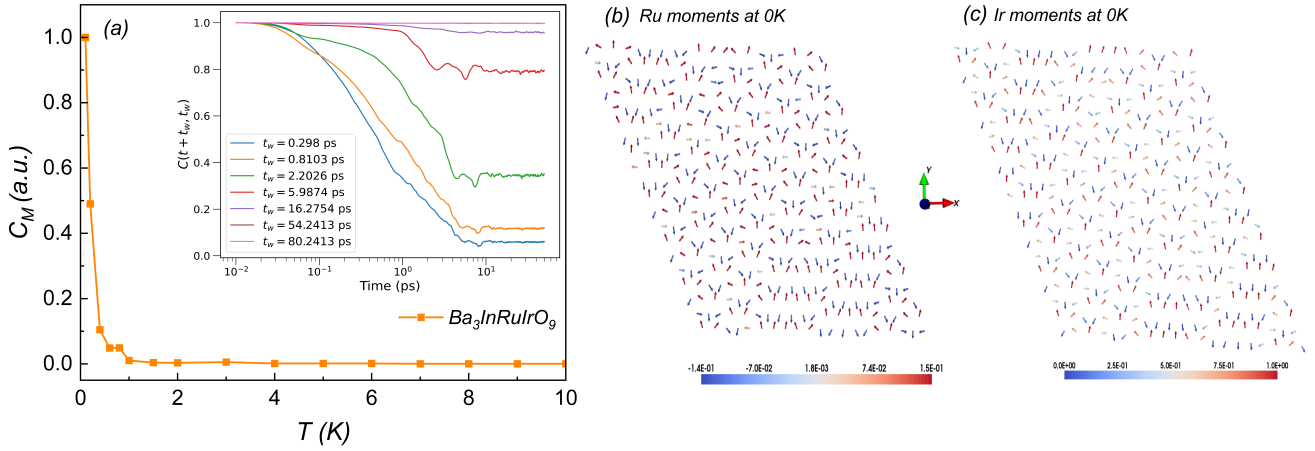 (a)
C_M (a.u.)
1.0
0.8
0.6
0.4
0.2
0.0
0 2 4 6 8 10
T (K)
Ba₃InRuIrO₉
C(t + t_w, t_w)
1.0
0.8
0.6
0.4
0.2
0.0
t_w = 0.298 ps
t_w = 0.8103 ps
t_w = 2.2026 ps
t_w = 5.9874 ps
t_w = 16.2754 ps
t_w = 54.2413 ps
t_w = 80.2413 ps
10⁻² 10⁻¹ 10⁰ 10¹
Time (ps)
(b) Ru moments at 0K
-1.4E-01 -7.0E-02 1.8E-03 7.4E-02 1.5E-01
Y
X
(c) Ir moments at 0K
0.0E+00 2.5E-01 5.0E-01 7.5E-01 1.0E+00